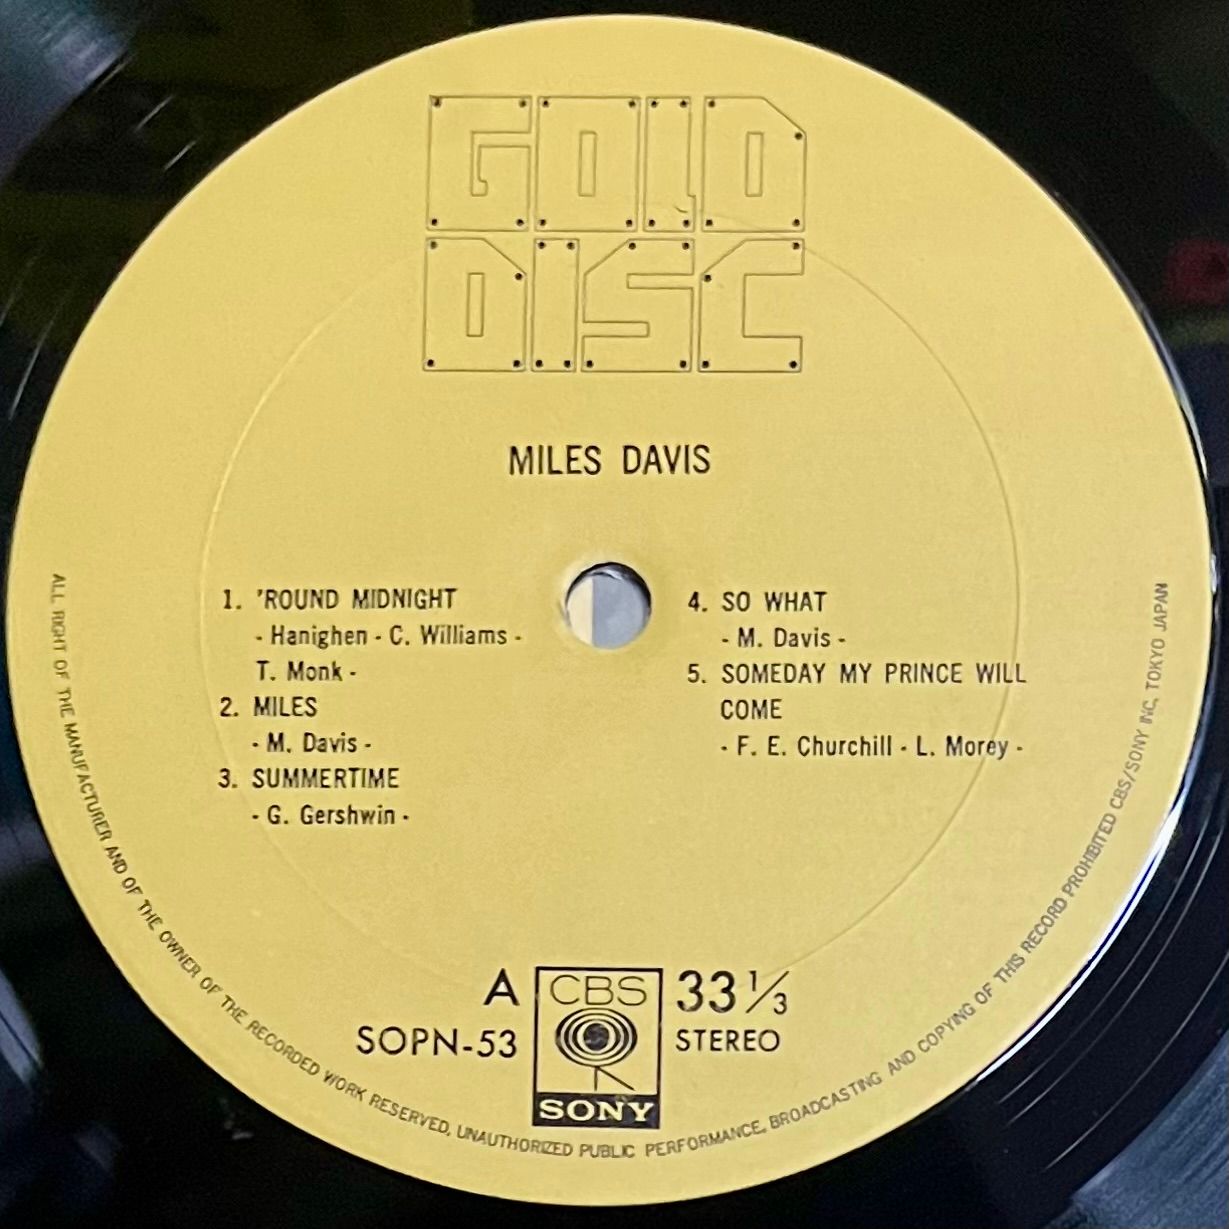 GOLD
DISC
MILES DAVIS
1. 'ROUND MIDNIGHT
- Hanighen - C. Williams -
T. Monk -
2. MILES
- M. Davis -
3. SUMMERTIME
- G. Gershwin -
4. SO WHAT
- M. Davis -
5. SOMEDAY MY PRINCE WILL
COME
- F. E. Churchill - L. Morey -
A
SOPN-53
CBS
SONY
33 1/3
STEREO
ALL RIGHT OF THE MANUFACTURER AND OF THE OWNER OF THE RECORDED WORK RESERVED, UNAUTHORIZED PUBLIC PERFORMANCE, BROADCASTING AND COPYING OF THIS RECORD PROHIBITED CBS/SONY INC, TOKYO JAPAN